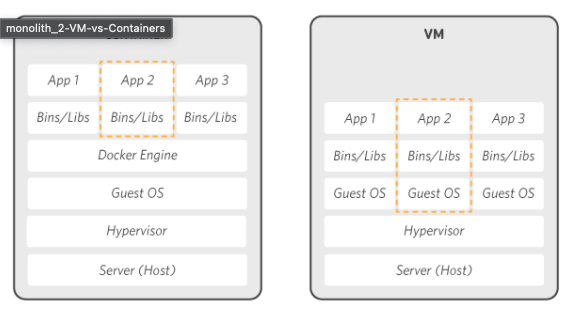 monolith_2-VM-vs-Containers
App 1 App 2 App 3
Bins/Libs Bins/Libs Bins/Libs
Docker Engine
Guest OS
Hypervisor
Server (Host)
VM
App 1 App 2 App 3
Bins/Libs Bins/Libs Bins/Libs
Guest OS Guest OS Guest OS
Hypervisor
Server (Host)